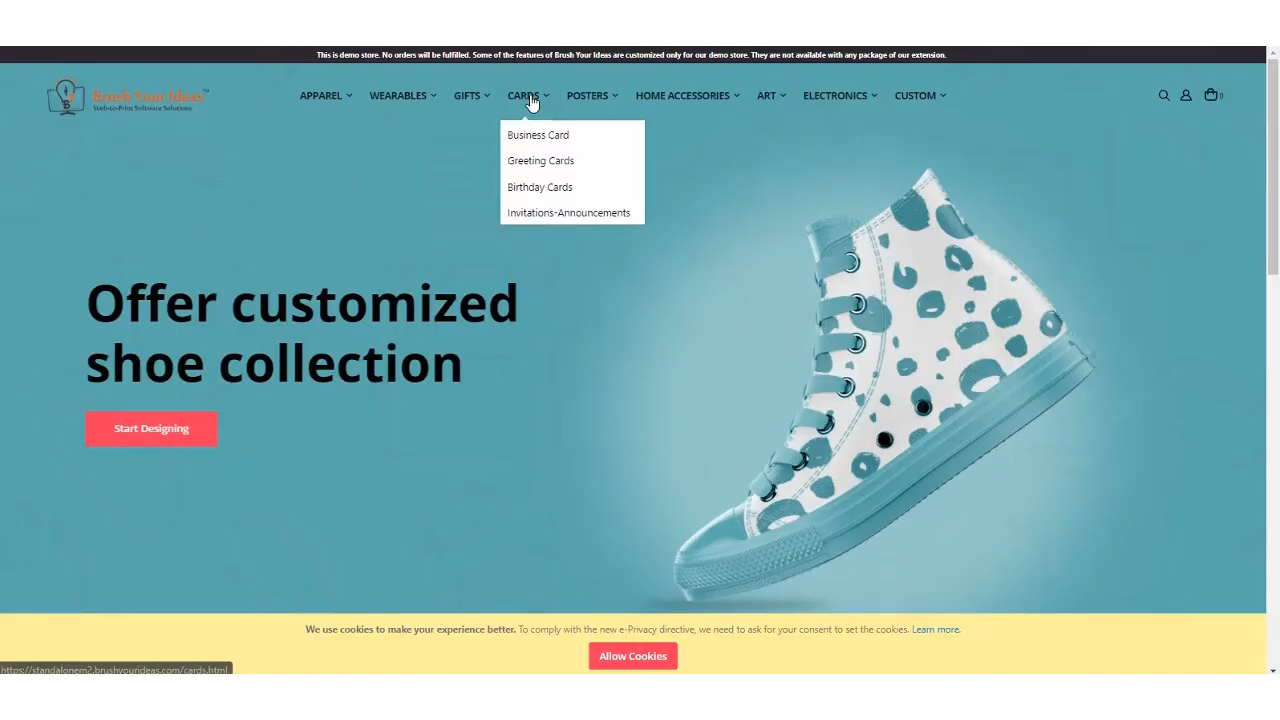 This is demo store. No orders will be fulfilled. Some of the features of Brush Your Ideas are customized only for our demo store. They are not available with any package of our extension.
Brush Your Ideas™
Web-to-Print Software Solutions
APPAREL WEARABLES GIFTS CARDS POSTERS HOME ACCESSORIES ART ELECTRONICS CUSTOM 0
Business Card
Greeting Cards
Birthday Cards
Invitations-Announcements
Offer customized
shoe collection
Start Designing
We use cookies to make your experience better. To comply with the new e-Privacy directive, we need to ask for your consent to set the cookies. Learn more.
Allow Cookies
https://standalonem2.brushyourideas.com/cards.html